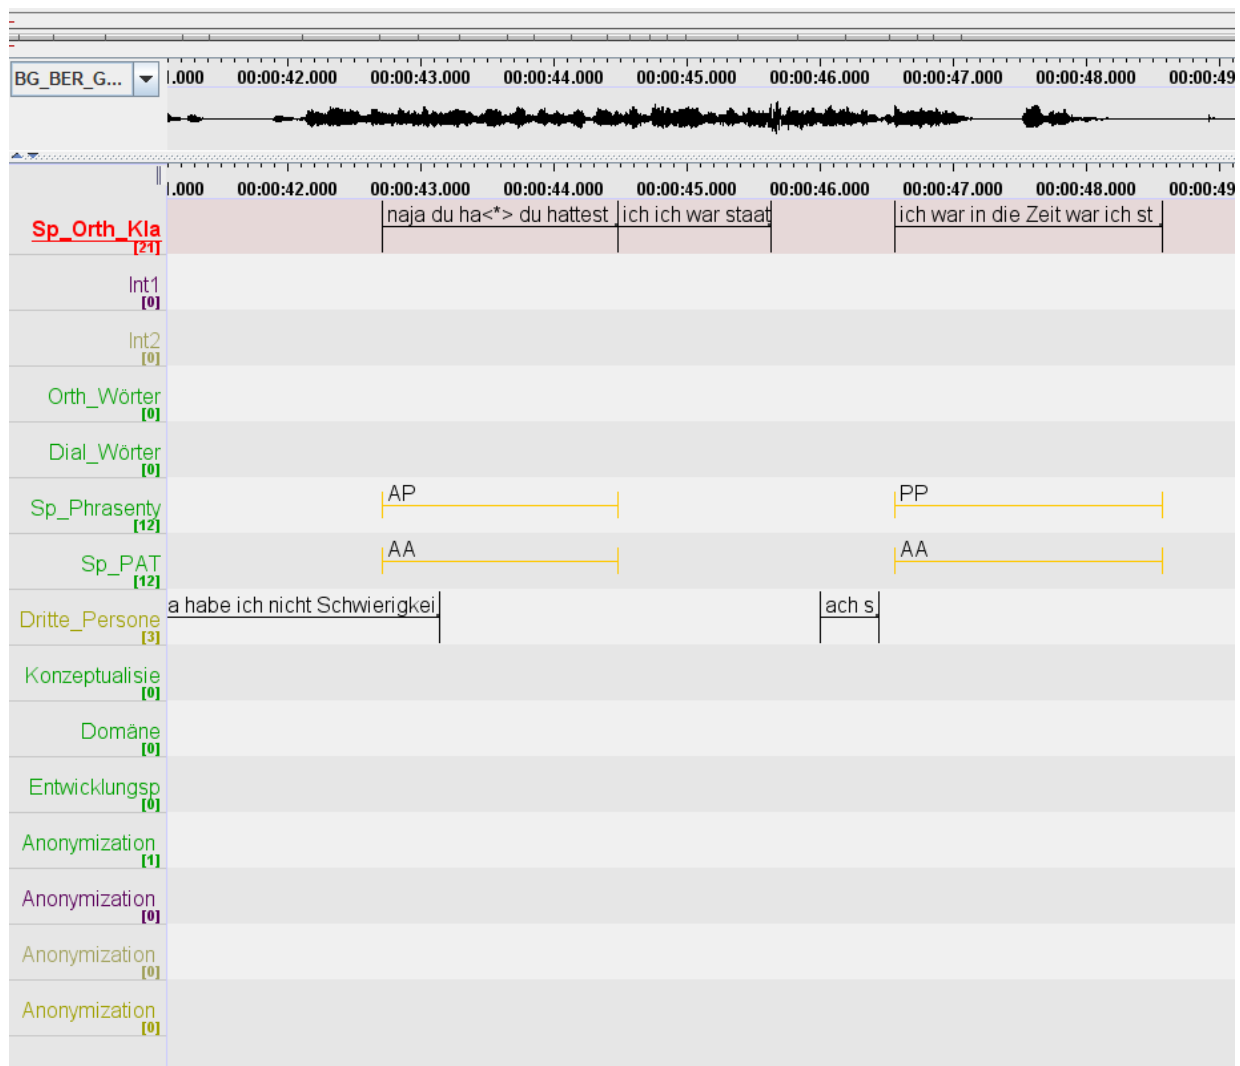 BG_BER_G...
.000 00:00:42.000 00:00:43.000 00:00:44.000 00:00:45.000 00:00:46.000 00:00:47.000 00:00:48.000 00:00:49
.000 00:00:42.000 00:00:43.000 00:00:44.000 00:00:45.000 00:00:46.000 00:00:47.000 00:00:48.000 00:00:49
Sp_Orth_Kla naja du ha<*> du hattest ich ich war staat ich war in die Zeit war ich st
[21]
Int1
[0]
Int2
[0]
Orth_Wörter
[0]
Dial_Wörter
[0]
Sp_Phrasenty AP PP
[12]
Sp_PAT AA AA
[12]
Dritte_Persone a habe ich nicht Schwierigkei ach s
[3]
Konzeptualisie
[0]
Domäne
[0]
Entwicklungsp
[0]
Anonymization
[1]
Anonymization
[0]
Anonymization
[0]
Anonymization
[0]